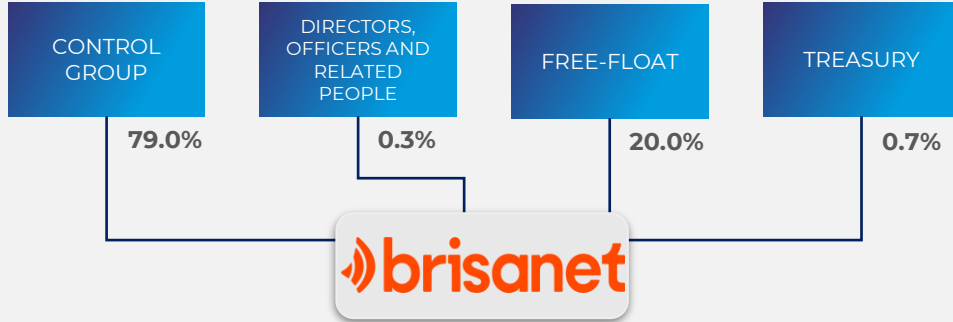 CONTROL
GROUP
DIRECTORS,
OFFICERS AND
RELATED
PEOPLE
FREE-FLOAT
TREASURY
79.0%
0.3%
20.0%
0.7%
brisanet